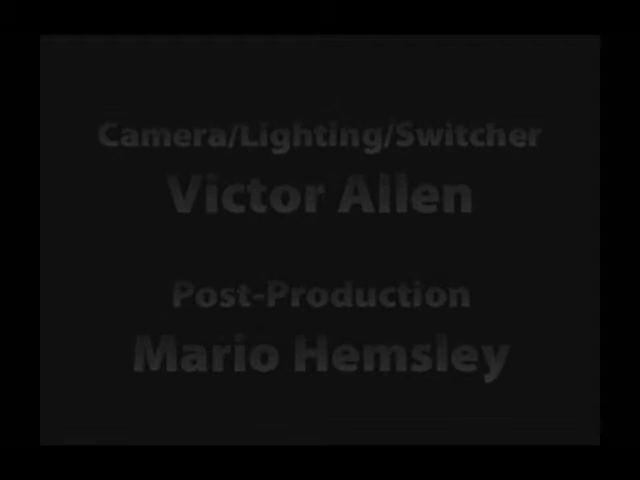 Camera/Lighting/Switcher
Victor Allen
Post-Production
Mario Hemsley